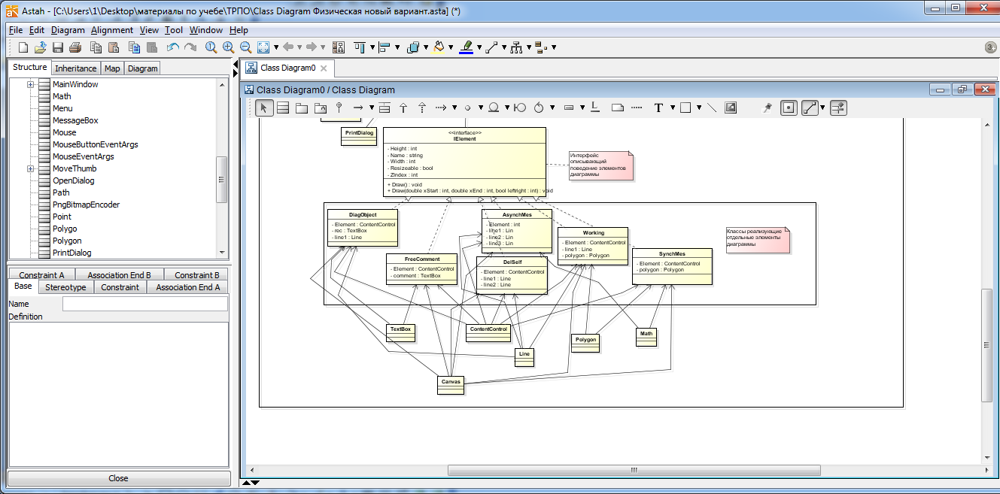 Astah - [C:\Users\1\Desktop\материалы по учебе\ТРПО\Class Diagram Физическая новый вариант.asta] (*)
File Edit Diagram Alignment View Tool Window Help
3
Structure Inheritance Map Diagram
MainWindow
Math
Menu
MessageBox
Mouse
MouseButtonEventArgs
MouseEventArgs
MoveThumb
OpenDialog
Path
PngBitmapEncoder
Point
Polygo
Polygon
PrintDialog
Constraint A Association End B Constraint B
Base Stereotype Constraint Association End A
Name
Definition
Close
Class Diagram0
Class Diagram0 / Class Diagram
T
PrintDialog
<<interface>>
IElement
- Height : int
- Name : string
- Width : int
- Resizeable : bool
- ZIndex : int
+ Draw() : void
+ Draw(double xStart : int, double xEnd : int, bool leftright : int) : void
Интерфейс
описывающий
поведение элементов
диаграммы
DiagObject
- Element : ContentControl
- rec : TextBox
- line1 : Line
AsynchMes
- Element : int
- line1 : Lin
- line2 : Lin
- line3 : Lin
Working
- Element : ContentControl
- line1 : Line
- polygon : Polygon
Классы реализующие
отдельные элементы
диаграммы
SynchMes
- Element : ContentControl
- polygon : Polygon
FreeComment
- Element : ContentControl
- comment : TextBox
DelSelf
- Element : ContentControl
- line1 : Line
- line2 : Line
TextBox
ContentControl
Line
Polygon
Math
Canvas